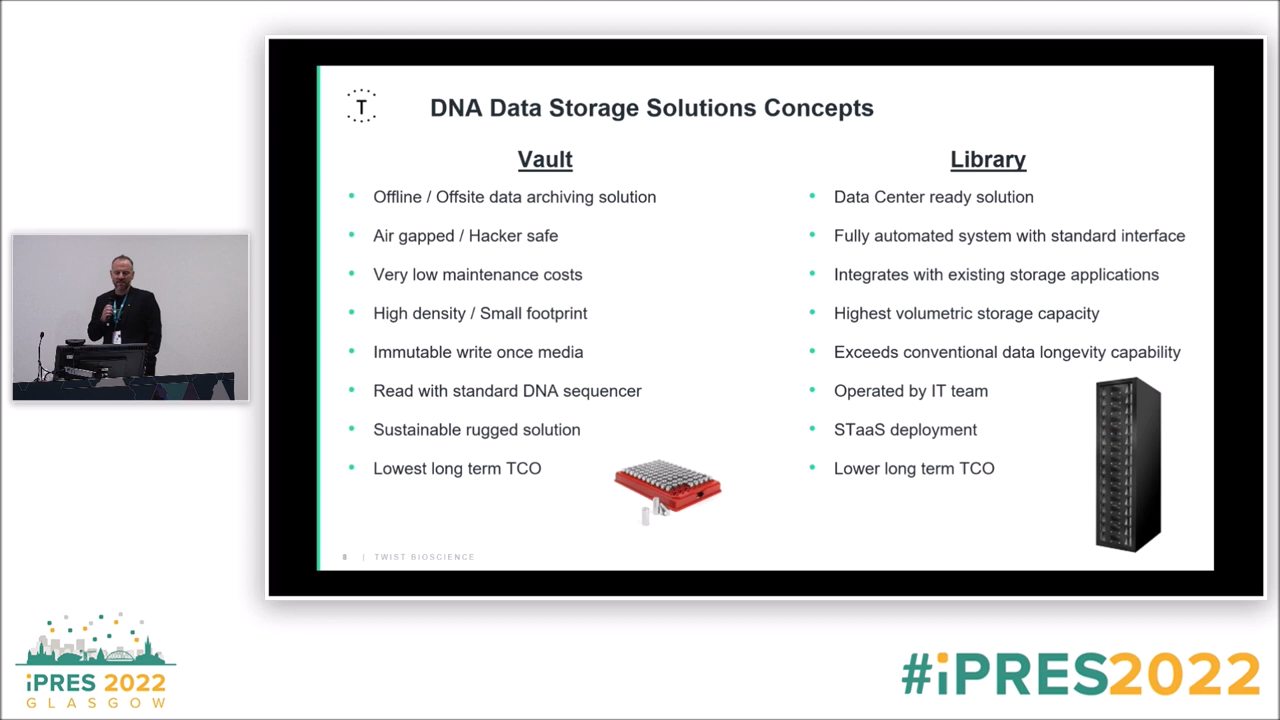 T
DNA Data Storage Solutions Concepts
Vault
• Offline / Offsite data archiving solution
• Air gapped / Hacker safe
• Very low maintenance costs
• High density / Small footprint
• Immutable write once media
• Read with standard DNA sequencer
• Sustainable rugged solution
• Lowest long term TCO
Library
• Data Center ready solution
• Fully automated system with standard interface
• Integrates with existing storage applications
• Highest volumetric storage capacity
• Exceeds conventional data longevity capability
• Operated by IT team
• STaaS deployment
• Lower long term TCO
8 | TWIST BIOSCIENCE
iPRES 2022
GLASGOW
#iPRES2022